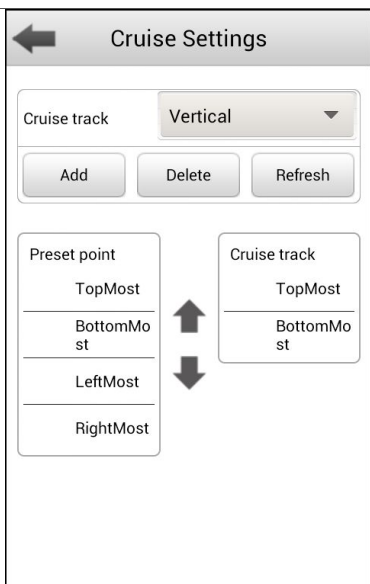 Cruise Settings
Cruise track
Vertical
Add
Delete
Refresh
Preset point
TopMost
BottomMo
st
LeftMost
RightMost
Cruise track
TopMost
BottomMo
st